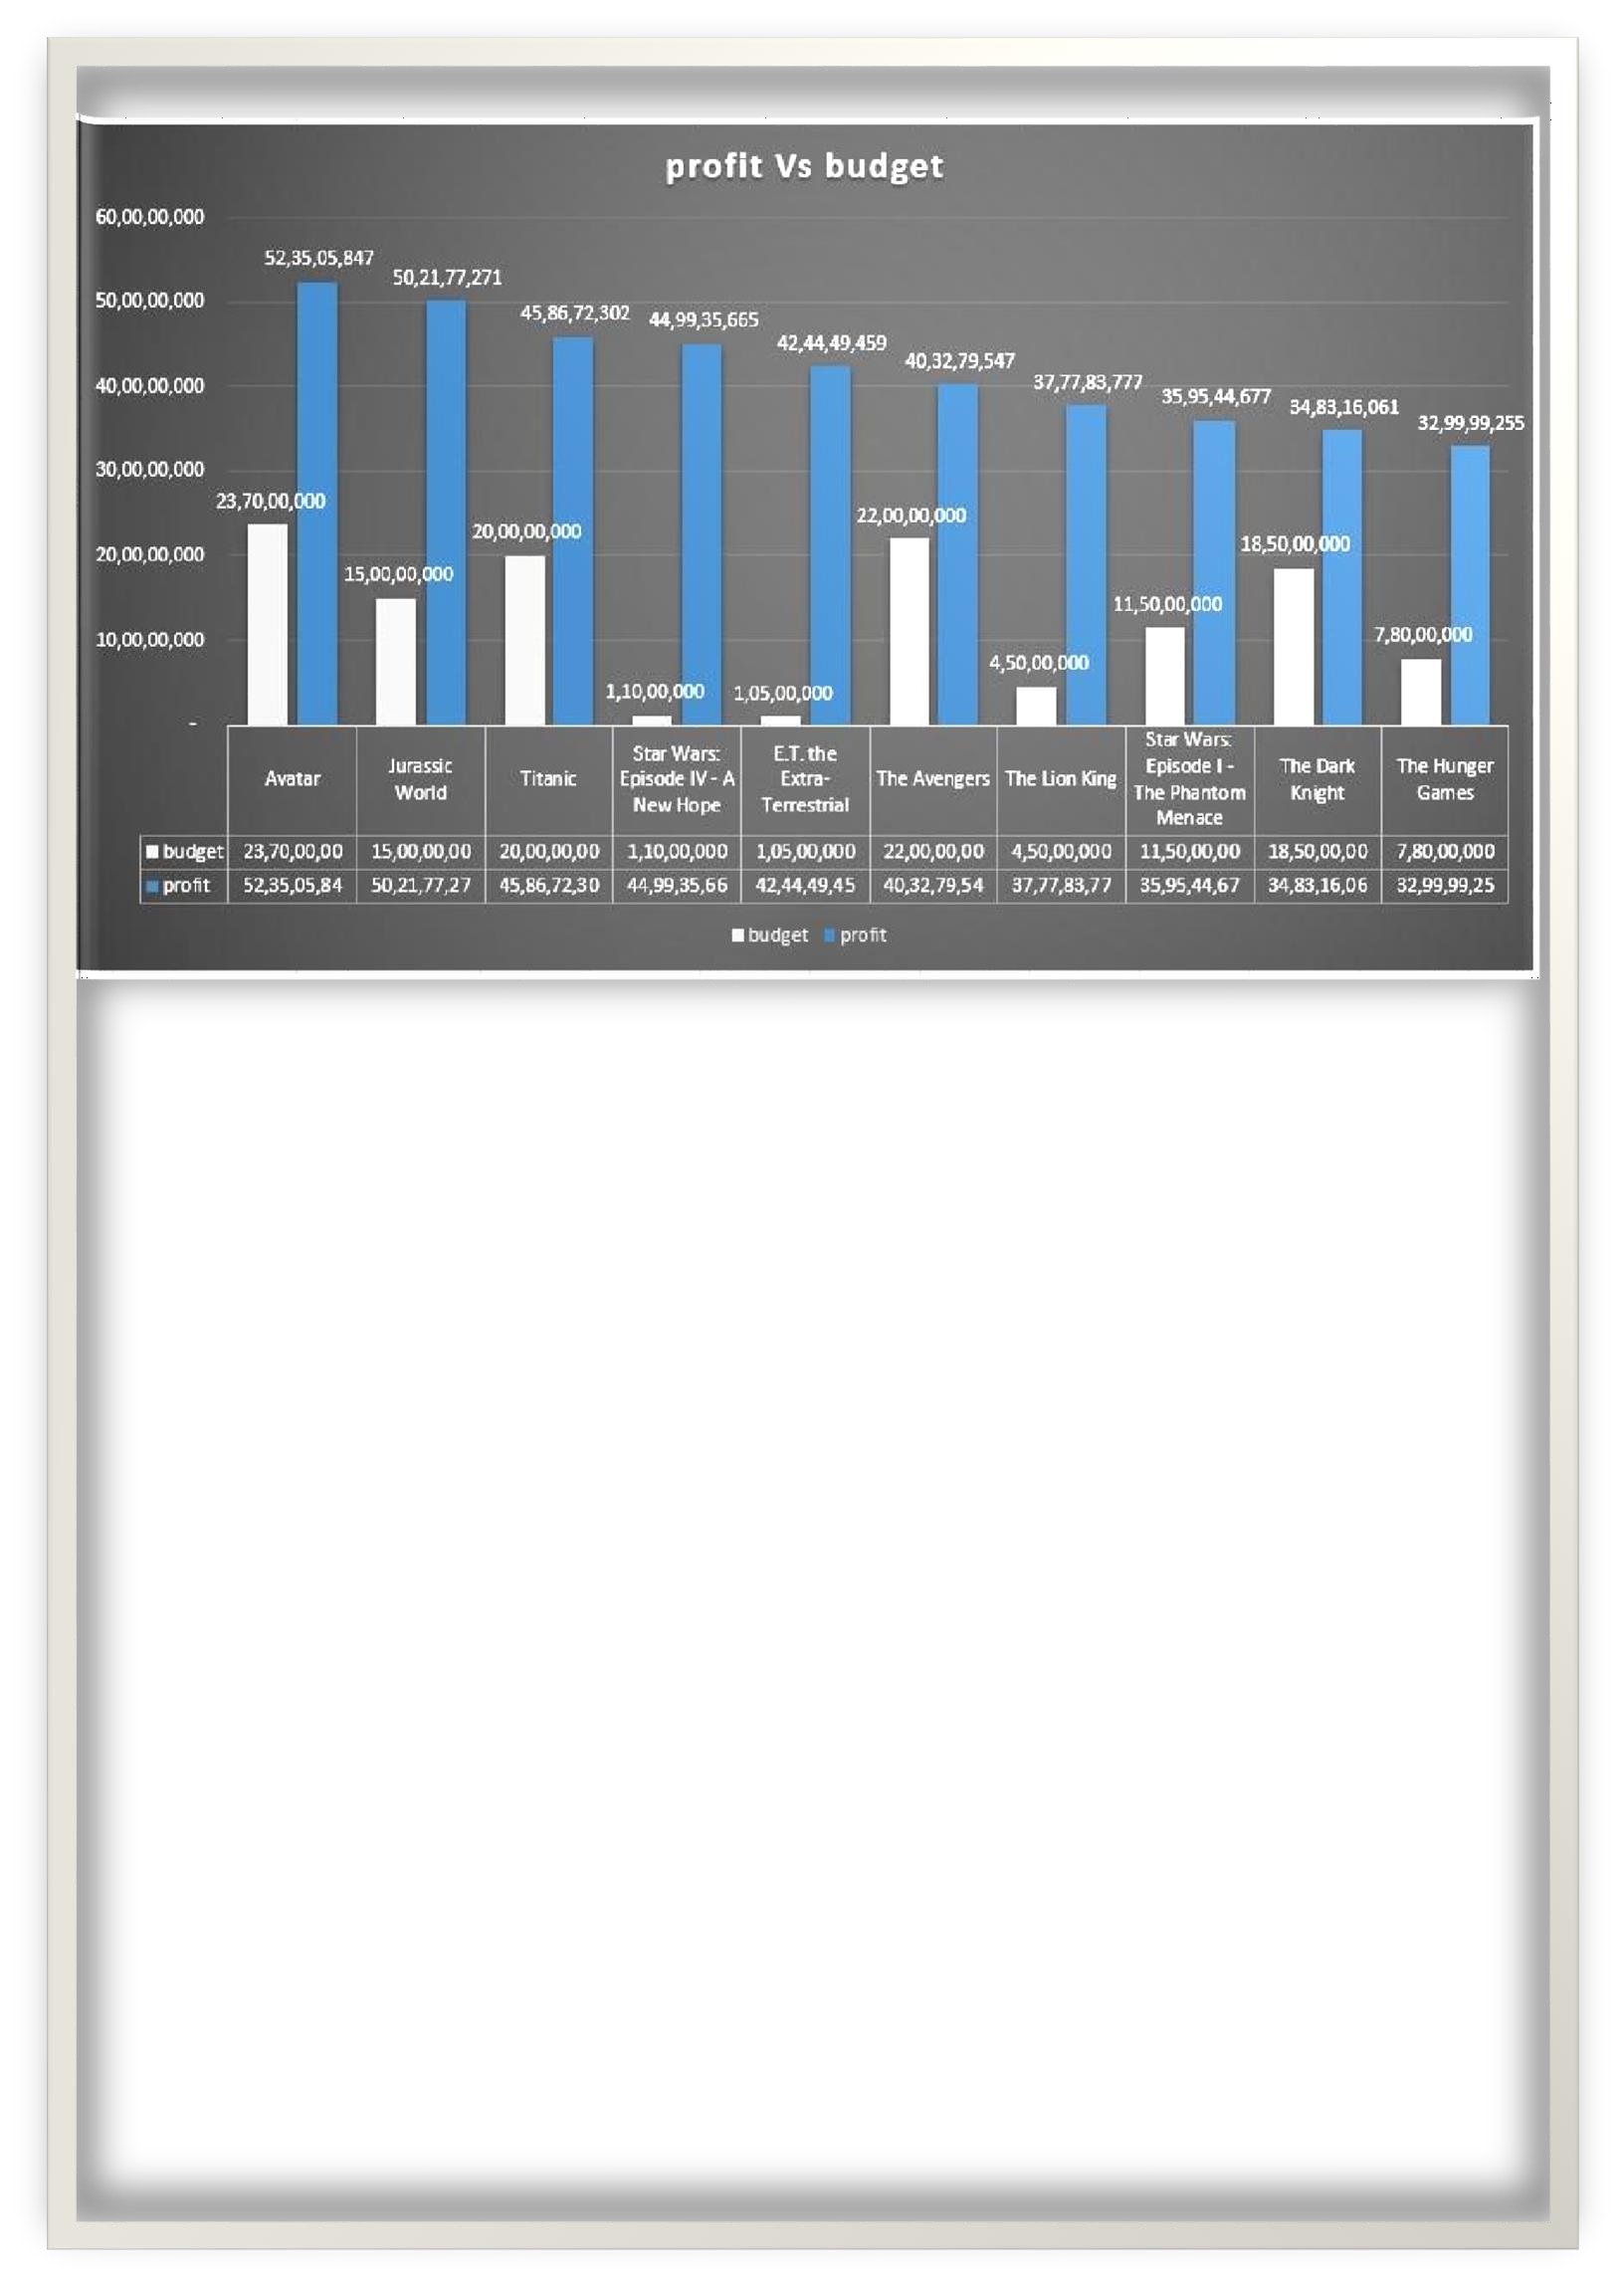 profit Vs budget
60,00,00,000
50,00,00,000
40,00,00,000
30,00,00,000
20,00,00,000
10,00,00,000
-
52,35,05,847
50,21,77,271
45,86,72,302
44,99,35,665
42,44,49,459
40,32,79,547
37,77,83,777
35,95,44,677
34,83,16,061
32,99,99,255
23,70,00,000
15,00,00,000
20,00,00,000
1,10,00,000
1,05,00,000
22,00,00,000
4,50,00,000
11,50,00,000
18,50,00,000
7,80,00,000
Avatar
Jurassic
World
Titanic
Star Wars:
Episode IV - A
New Hope
E.T. the
Extra-
Terrestrial
The Avengers
The Lion King
Star Wars:
Episode I -
The Phantom
Menace
The Dark
Knight
The Hunger
Games
budget 23,70,00,00 15,00,00,00 20,00,00,00 1,10,00,000 1,05,00,000 22,00,00,00 4,50,00,000 11,50,00,00 18,50,00,00 7,80,00,000
profit 52,35,05,84 50,21,77,27 45,86,72,30 44,99,35,66 42,44,49,45 40,32,79,54 37,77,83,77 35,95,44,67 34,83,16,06 32,99,99,25
budget profit